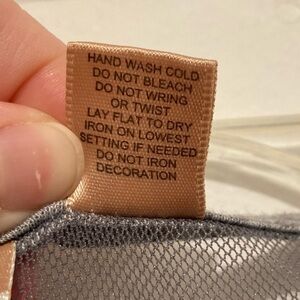 HAND WASH COLD
DO NOT BLEACH
DO NOT WRING
OR TWIST
LAY FLAT TO DRY
IRON ON LOWEST
SETTING IF NEEDED
DO NOT IRON
DECORATION